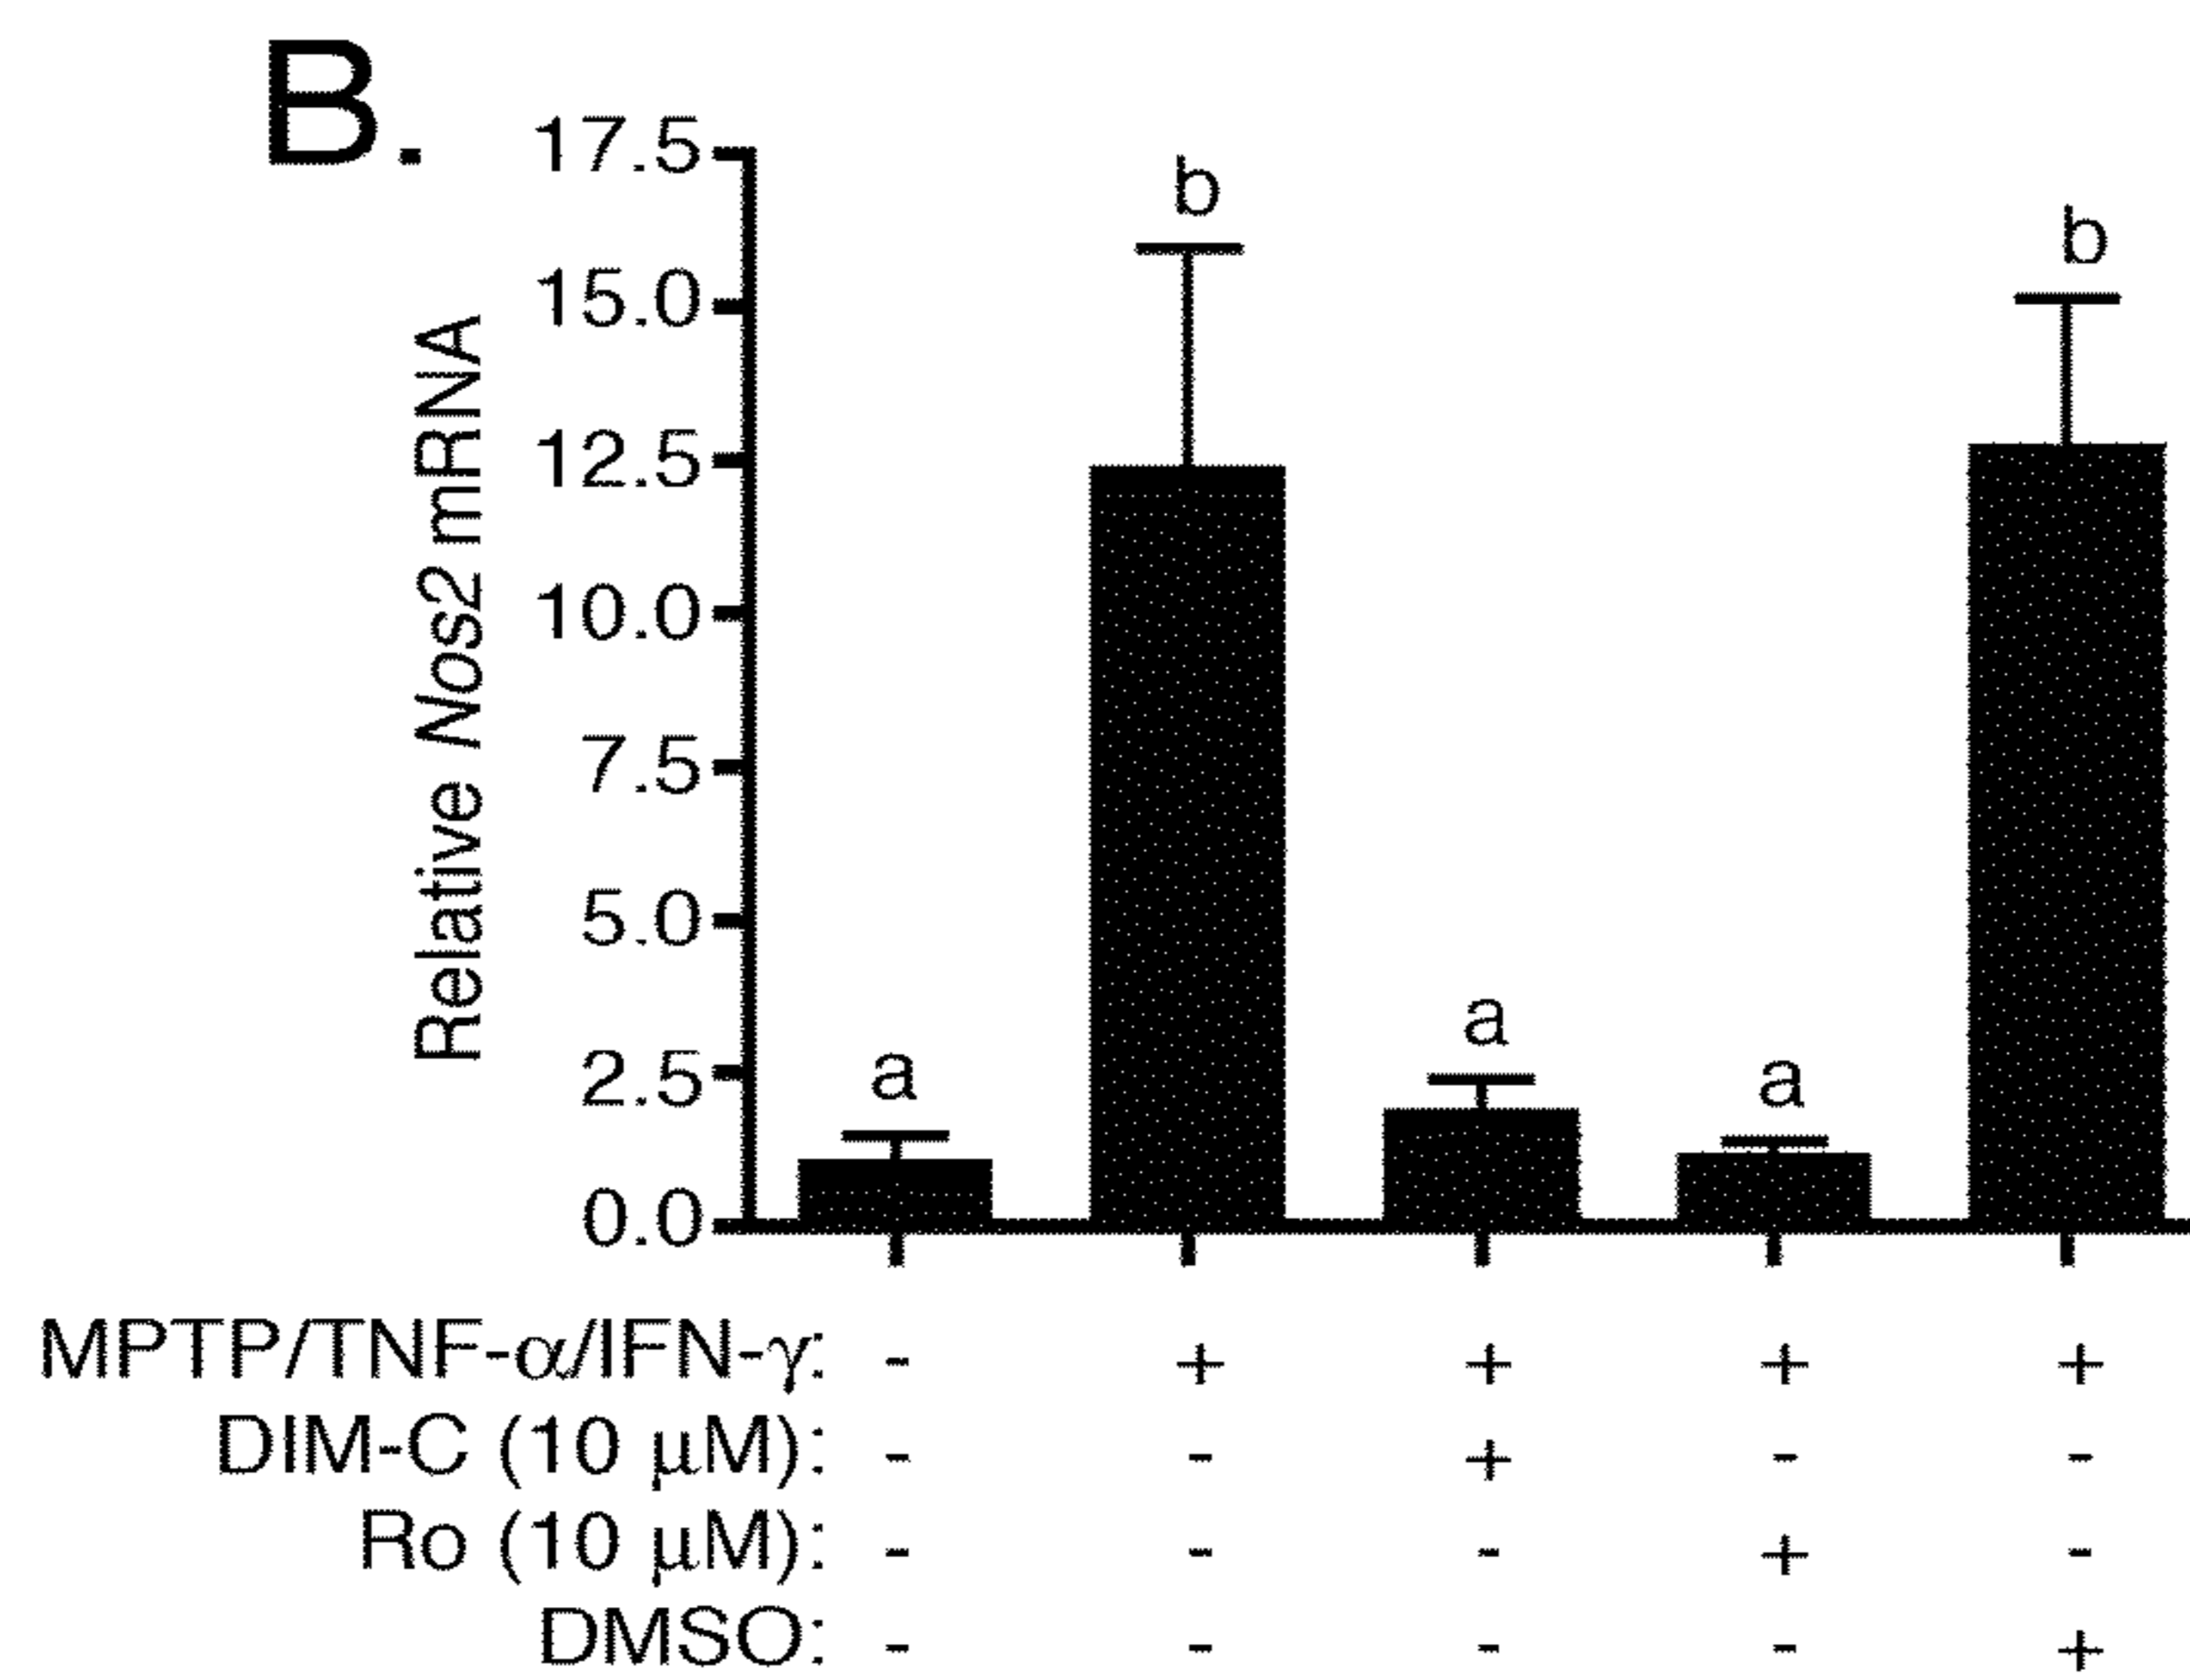 B.
17.5
15.0
12.5
10.0
7.5
5.0
2.5
0.0
Relative Nos2 mRNA
a
b
a
a
b
MPTP/TNF-α/IFN-γ: - + + + +
DIM-C (10 μM): - - + - -
Ro (10 μM): - - - + -
DMSO: - - - - +